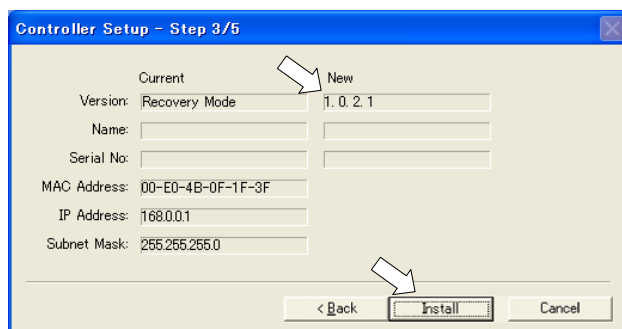 Controller Setup - Step 3/5
Current New
Version: Recovery Mode 1. 0. 2. 1
Name:
Serial No:
MAC Address: 00-E0-4B-0F-1F-3F
IP Address: 168.0.0.1
Subnet Mask: 255.255.255.0
< Back Install Cancel